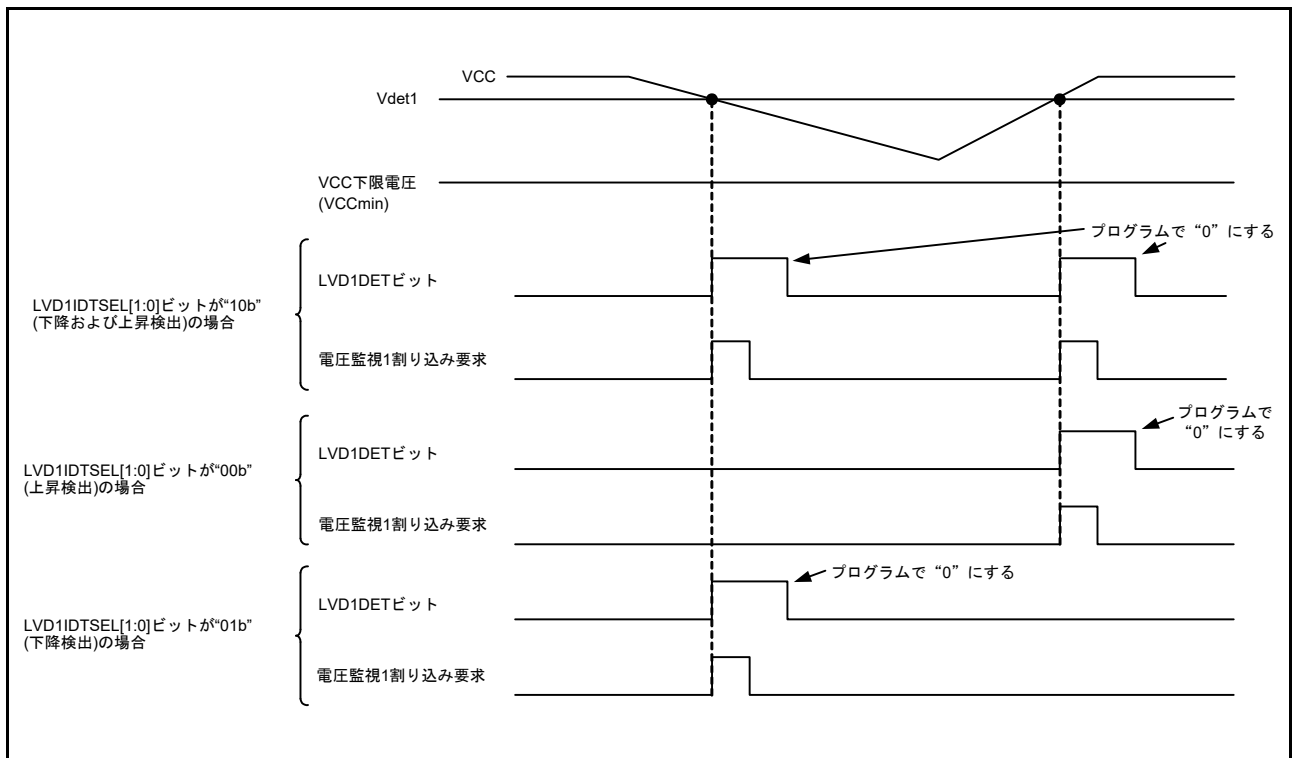 VCC
Vdet1
VCC下限電圧
(VCCmin)
プログラムで “0” にする
LVD1IDTSEL[1:0]ビットが“10b”
(下降および上昇検出)の場合
LVD1DETビット
電圧監視1割り込み要求
プログラムで
“0” にする
LVD1IDTSEL[1:0]ビットが“00b”
(上昇検出)の場合
LVD1DETビット
電圧監視1割り込み要求
プログラムで “0” にする
LVD1IDTSEL[1:0]ビットが“01b”
(下降検出)の場合
LVD1DETビット
電圧監視1割り込み要求